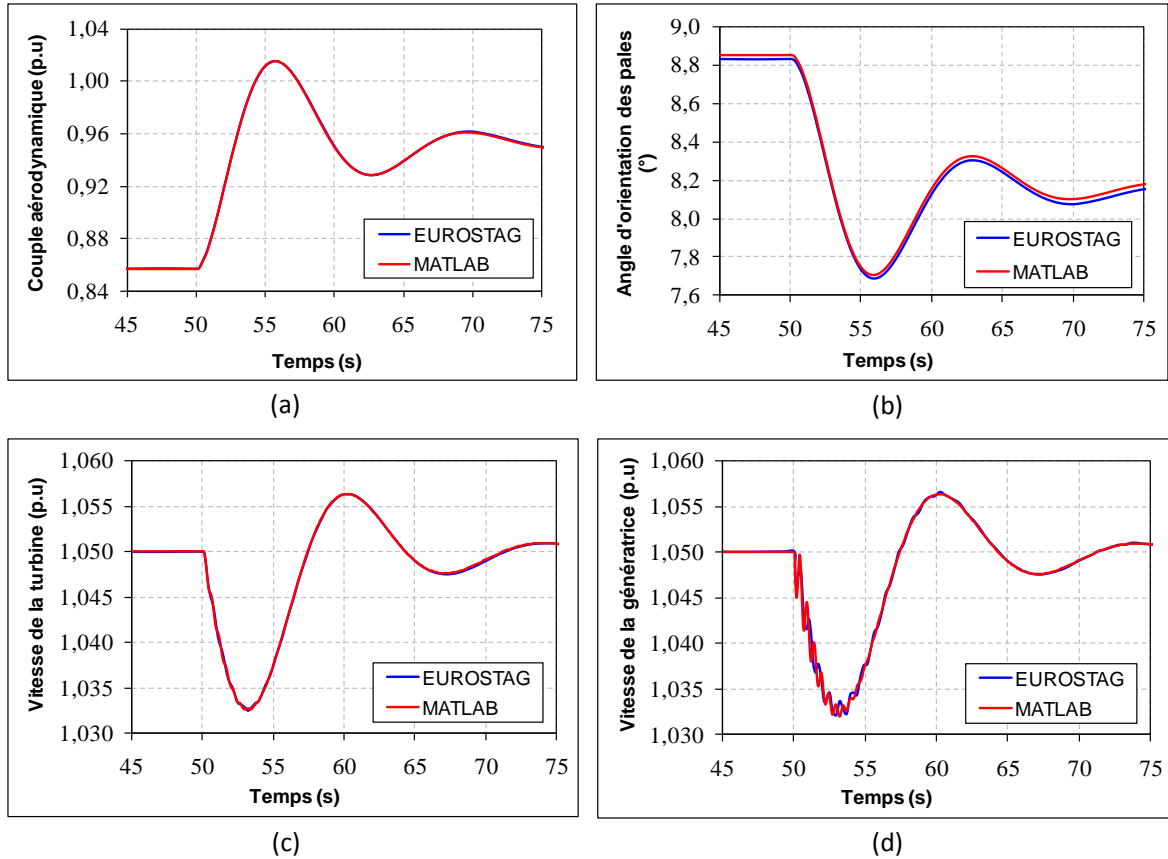 Couple aérodynamique (p.u)
1,04
1,00
0,96
0,92
0,88
0,84
45 50 55 60 65 70 75
Temps (s)
EUROSTAG
MATLAB
(a)
Angle d'orientation des pales
(°)
8,0
8,8
8,6
8,4
8,2
8,0
7,8
7,6
45 50 55 60 65 70 75
Temps (s)
EUROSTAG
MATLAB
(b)
Vitesse de la turbine (p.u)
1,060
1,055
1,050
1,045
1,040
1,035
1,030
45 50 55 60 65 70 75
Temps (s)
EUROSTAG
MATLAB
(c)
Vitesse de la génératrice (p.u)
1,060
1,055
1,050
1,045
1,040
1,035
1,030
45 50 55 60 65 70 75
Temps (s)
EUROSTAG
MATLAB
(d)